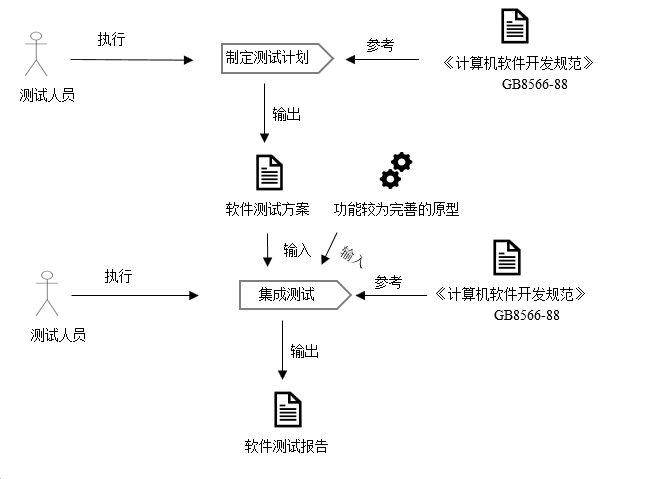 执行
制定测试计划
参考
《计算机软件开发规范》
GB8566-88
测试人员
输出
软件测试方案
功能较为完善的原型
输入
输入
执行
集成测试
参考
《计算机软件开发规范》
GB8566-88
测试人员
输出
软件测试报告